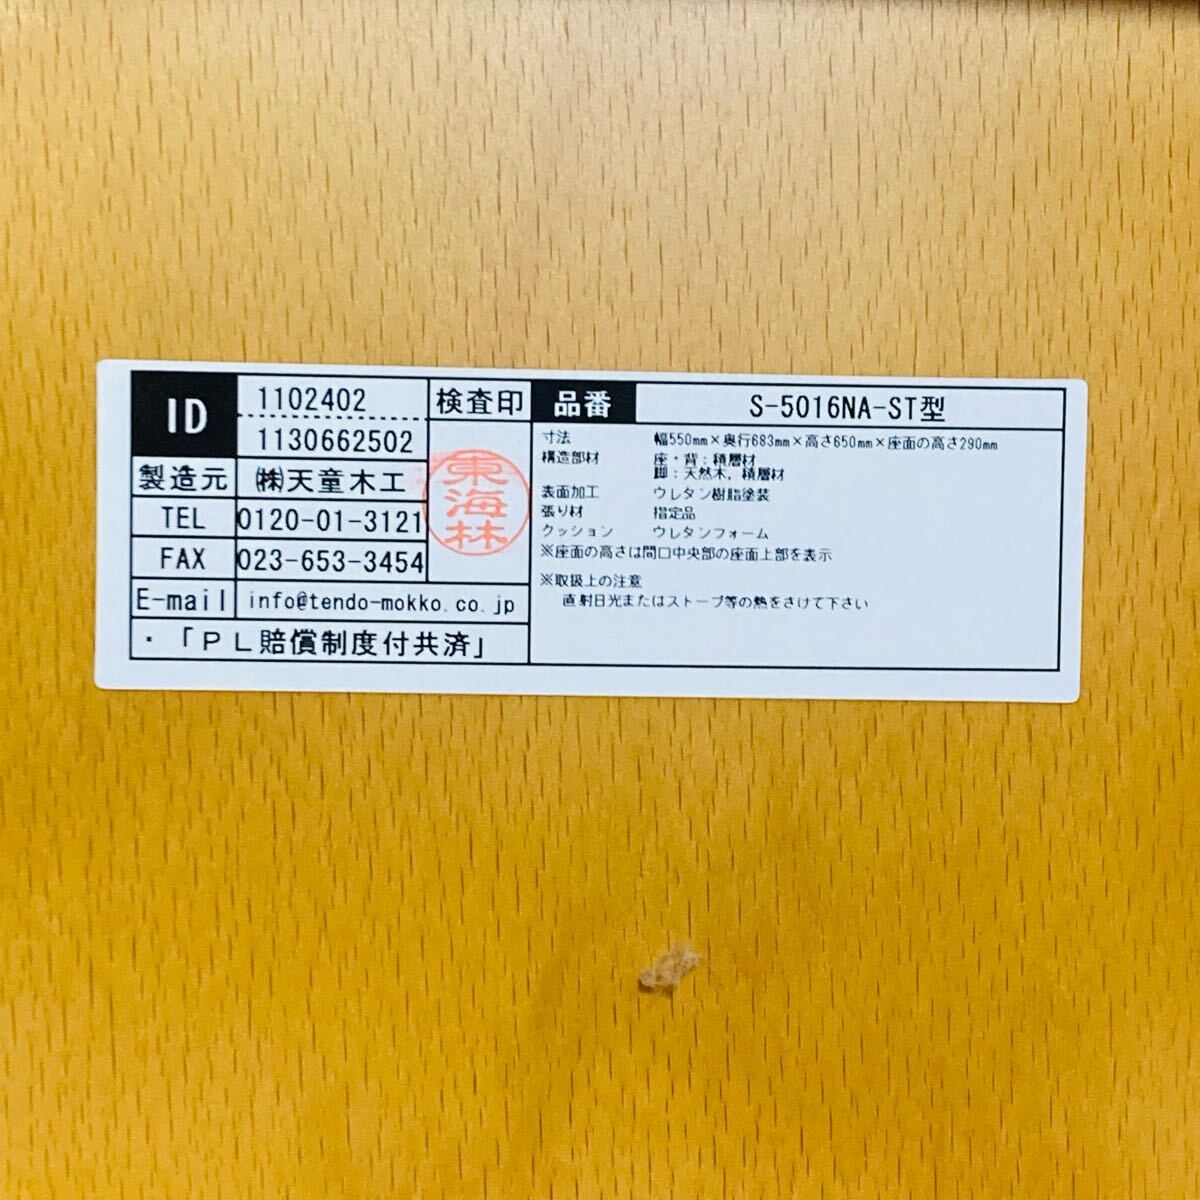 ID
1102402
1130662502
検査印
製造元 ㈱天童木工
TEL 0120-01-3121
FAX 023-653-3454
東海林
E-mail info@tendo-mokko.co.jp
・「ＰＬ賠償制度付共済」
品番 S-5016NA-ST型
寸法 幅550mm×奥行683mm×高さ650mm×座面の高さ290mm
構造部材 座・背：積層材
脚：天然木，積層材
表面加工 ウレタン樹脂塗装
張り材 指定品
クッション ウレタンフォーム
※座面の高さは間口中央部の座面上部を表示
※取扱上の注意
直射日光またはストーブ等の熱をさけて下さい